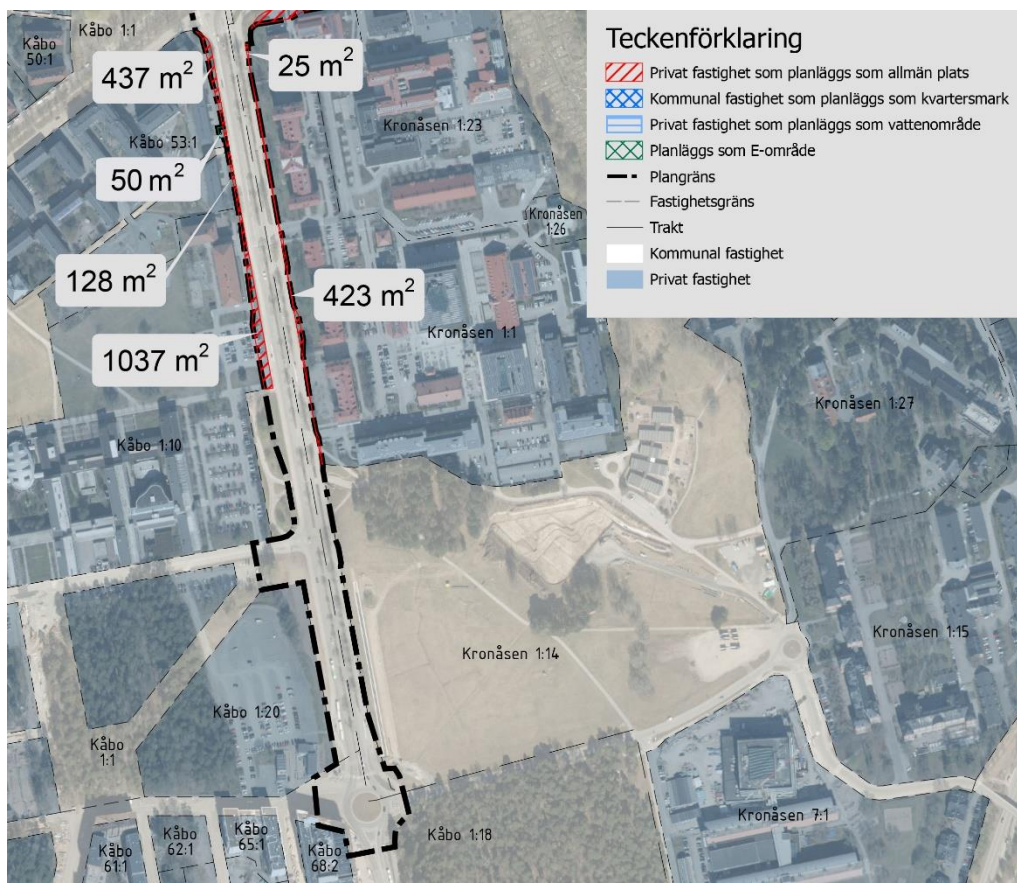 Kåbo 1:1
Kåbo
50:1
437 m²
25 m²
Kronåsen 1:23
Kåbo 53:1
50 m²
Kronåsen
1:26
128 m²
423 m²
Kronåsen 1:1
1037 m²
Kåbo 1:10
Kronåsen 1:27
Kronåsen 1:14
Kronåsen 1:15
Kåbo 1:20
Kåbo
1:1
Kåbo 1:18
Kronåsen 7:1
Kåbo
61:1
Kåbo
62:1
Kåbo
65:1
Kåbo
68:2
Teckenförklaring
Privat fastighet som planläggs som allmän plats
Kommunal fastighet som planläggs som kvartersmark
Privat fastighet som planläggs som vattenområde
Planläggs som E-område
Plangräns
Fastighetsgräns
Trakt
Kommunal fastighet
Privat fastighet